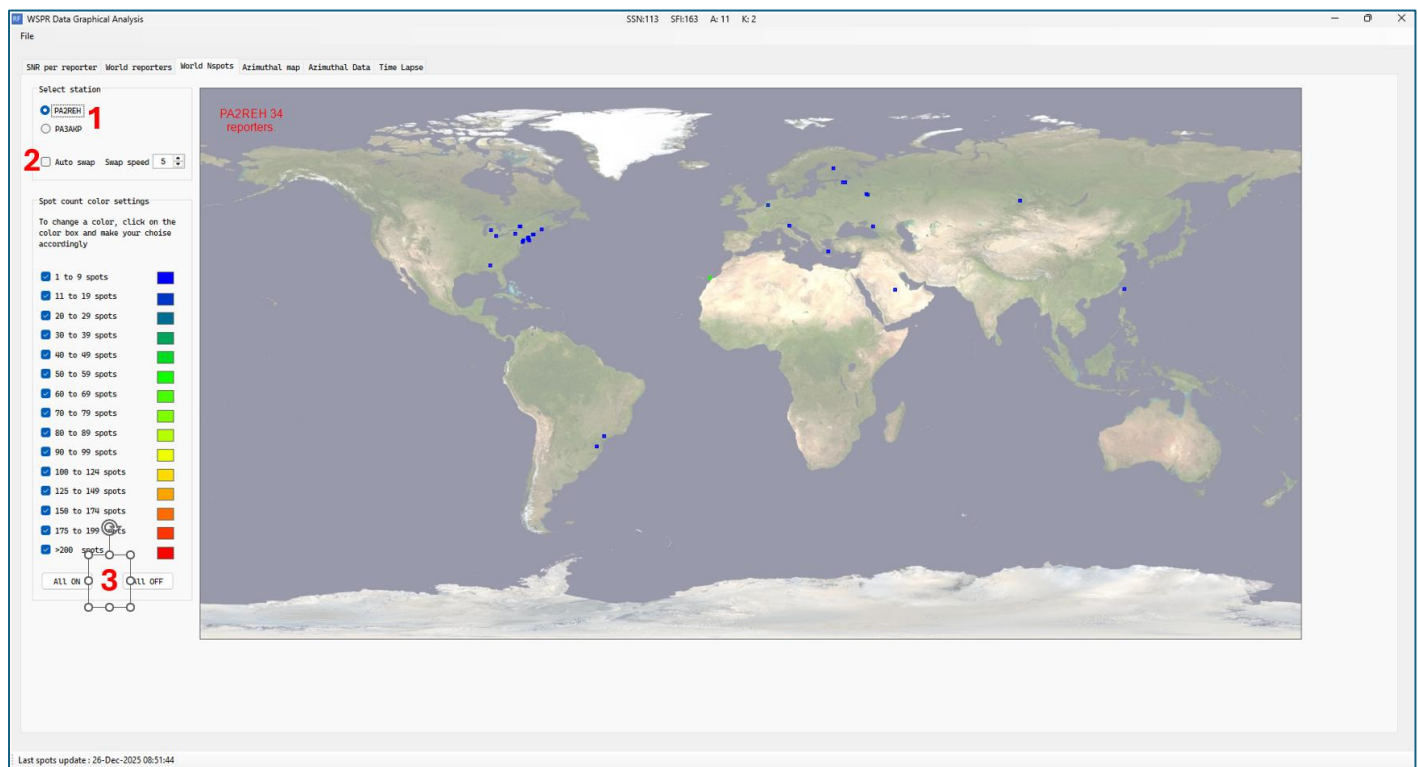 WSPR Data Graphical Analysis
SSN:113 SFI:163 A: 11 K: 2
File
SNR per reporter World reporters World Nspots Azimuthal map Azimuthal Data Time Lapse
Select station
PA2REH 1
PA3AKP
2 Auto swap Swap speed 5
PA2REH 34
reporters.
Spot count color settings
To change a color, click on the
color box and make your choise
accordingly
1 to 9 spots
11 to 19 spots
20 to 29 spots
30 to 39 spots
40 to 49 spots
50 to 59 spots
60 to 69 spots
70 to 79 spots
80 to 89 spots
90 to 99 spots
100 to 124 spots
125 to 149 spots
150 to 174 spots
175 to 199 spots
>200 spots
All ON 3 All OFF
Last spots update : 26-Dec-2025 08:51:44